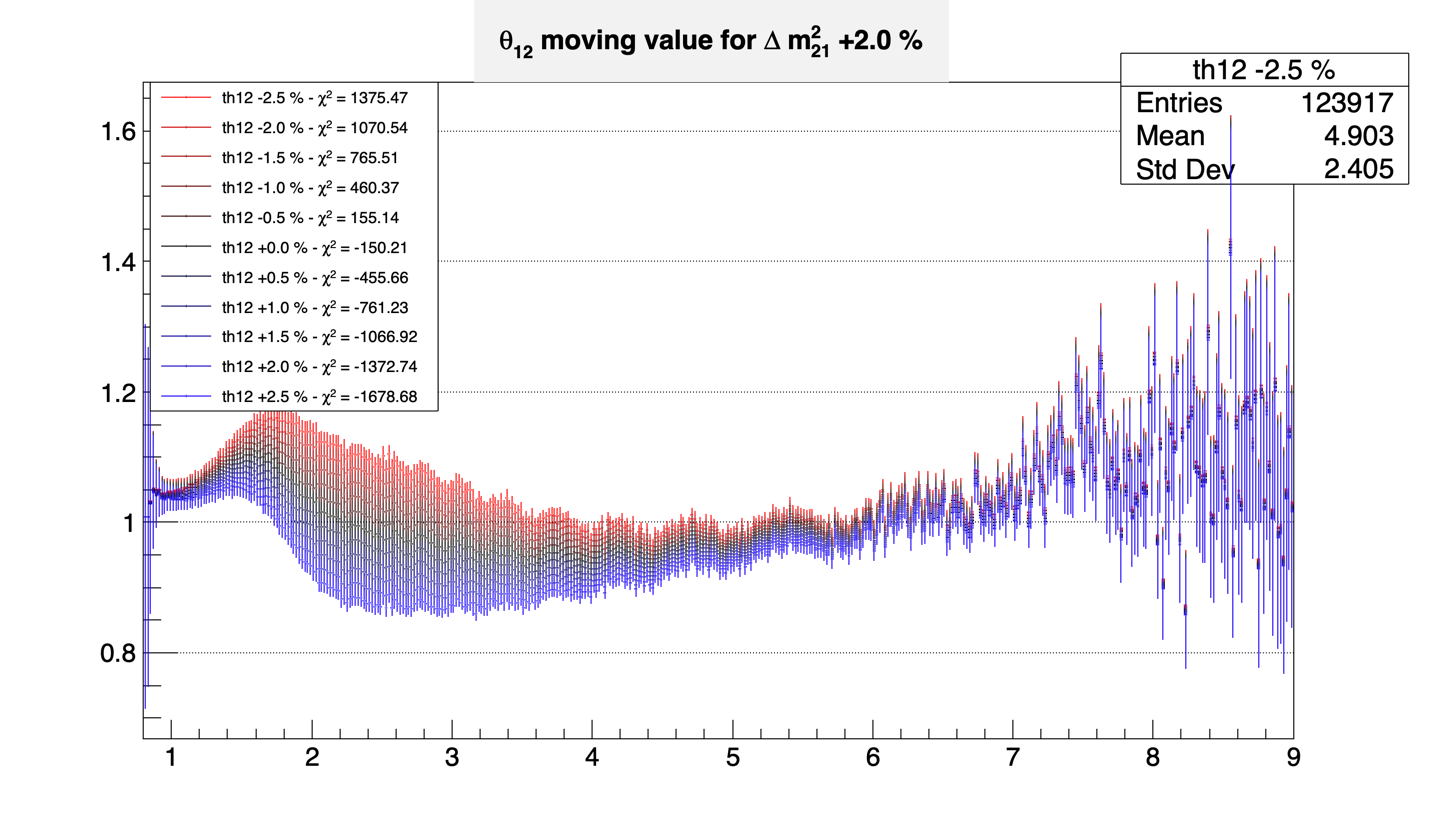 θ12 moving value for Δ m²21 +2.0 %
th12 -2.5 %
Entries 123917
Mean 4.903
Std Dev 2.405
th12 -2.5 % - χ² = 1375.47
th12 -2.0 % - χ² = 1070.54
th12 -1.5 % - χ² = 765.51
th12 -1.0 % - χ² = 460.37
th12 -0.5 % - χ² = 155.14
th12 +0.0 % - χ² = -150.21
th12 +0.5 % - χ² = -455.66
th12 +1.0 % - χ² = -761.23
th12 +1.5 % - χ² = -1066.92
th12 +2.0 % - χ² = -1372.74
th12 +2.5 % - χ² = -1678.68
1.6
1.4
1.2
1
0.8
1 2 3 4 5 6 7 8 9